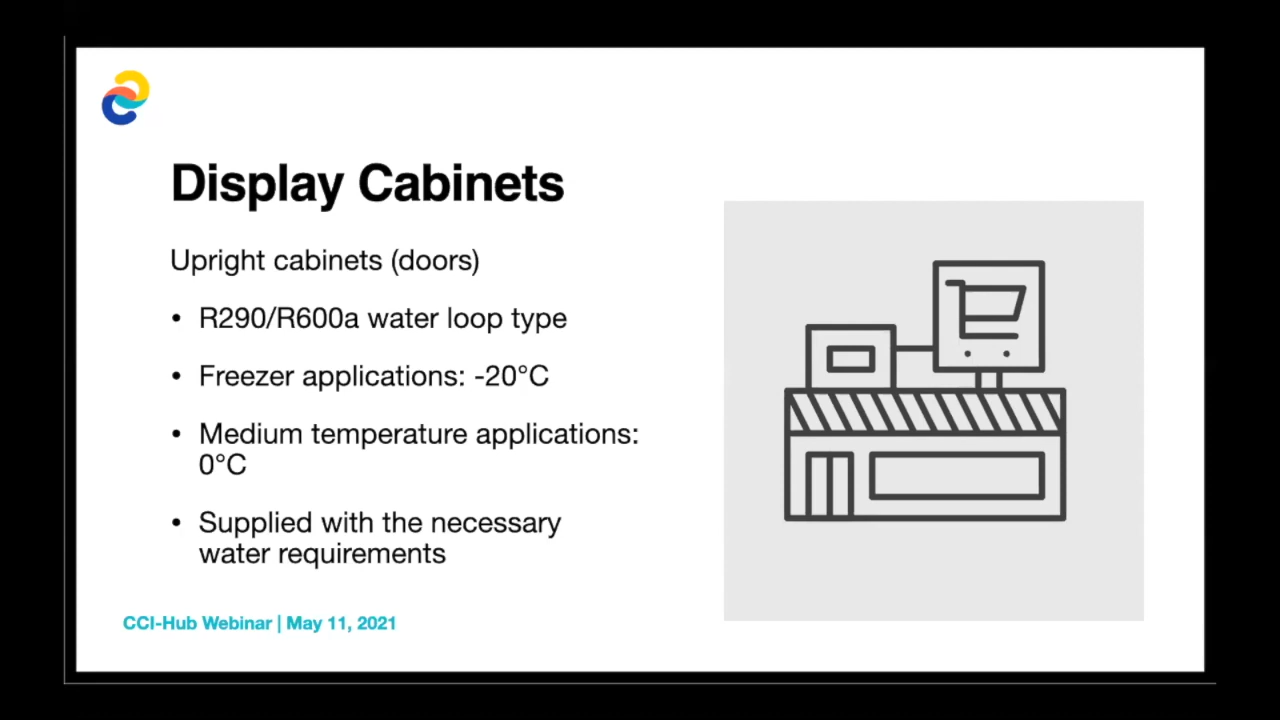 Display Cabinets
Upright cabinets (doors)
• R290/R600a water loop type
• Freezer applications: -20°C
• Medium temperature applications:
0°C
• Supplied with the necessary
water requirements
CCI-Hub Webinar | May 11, 2021